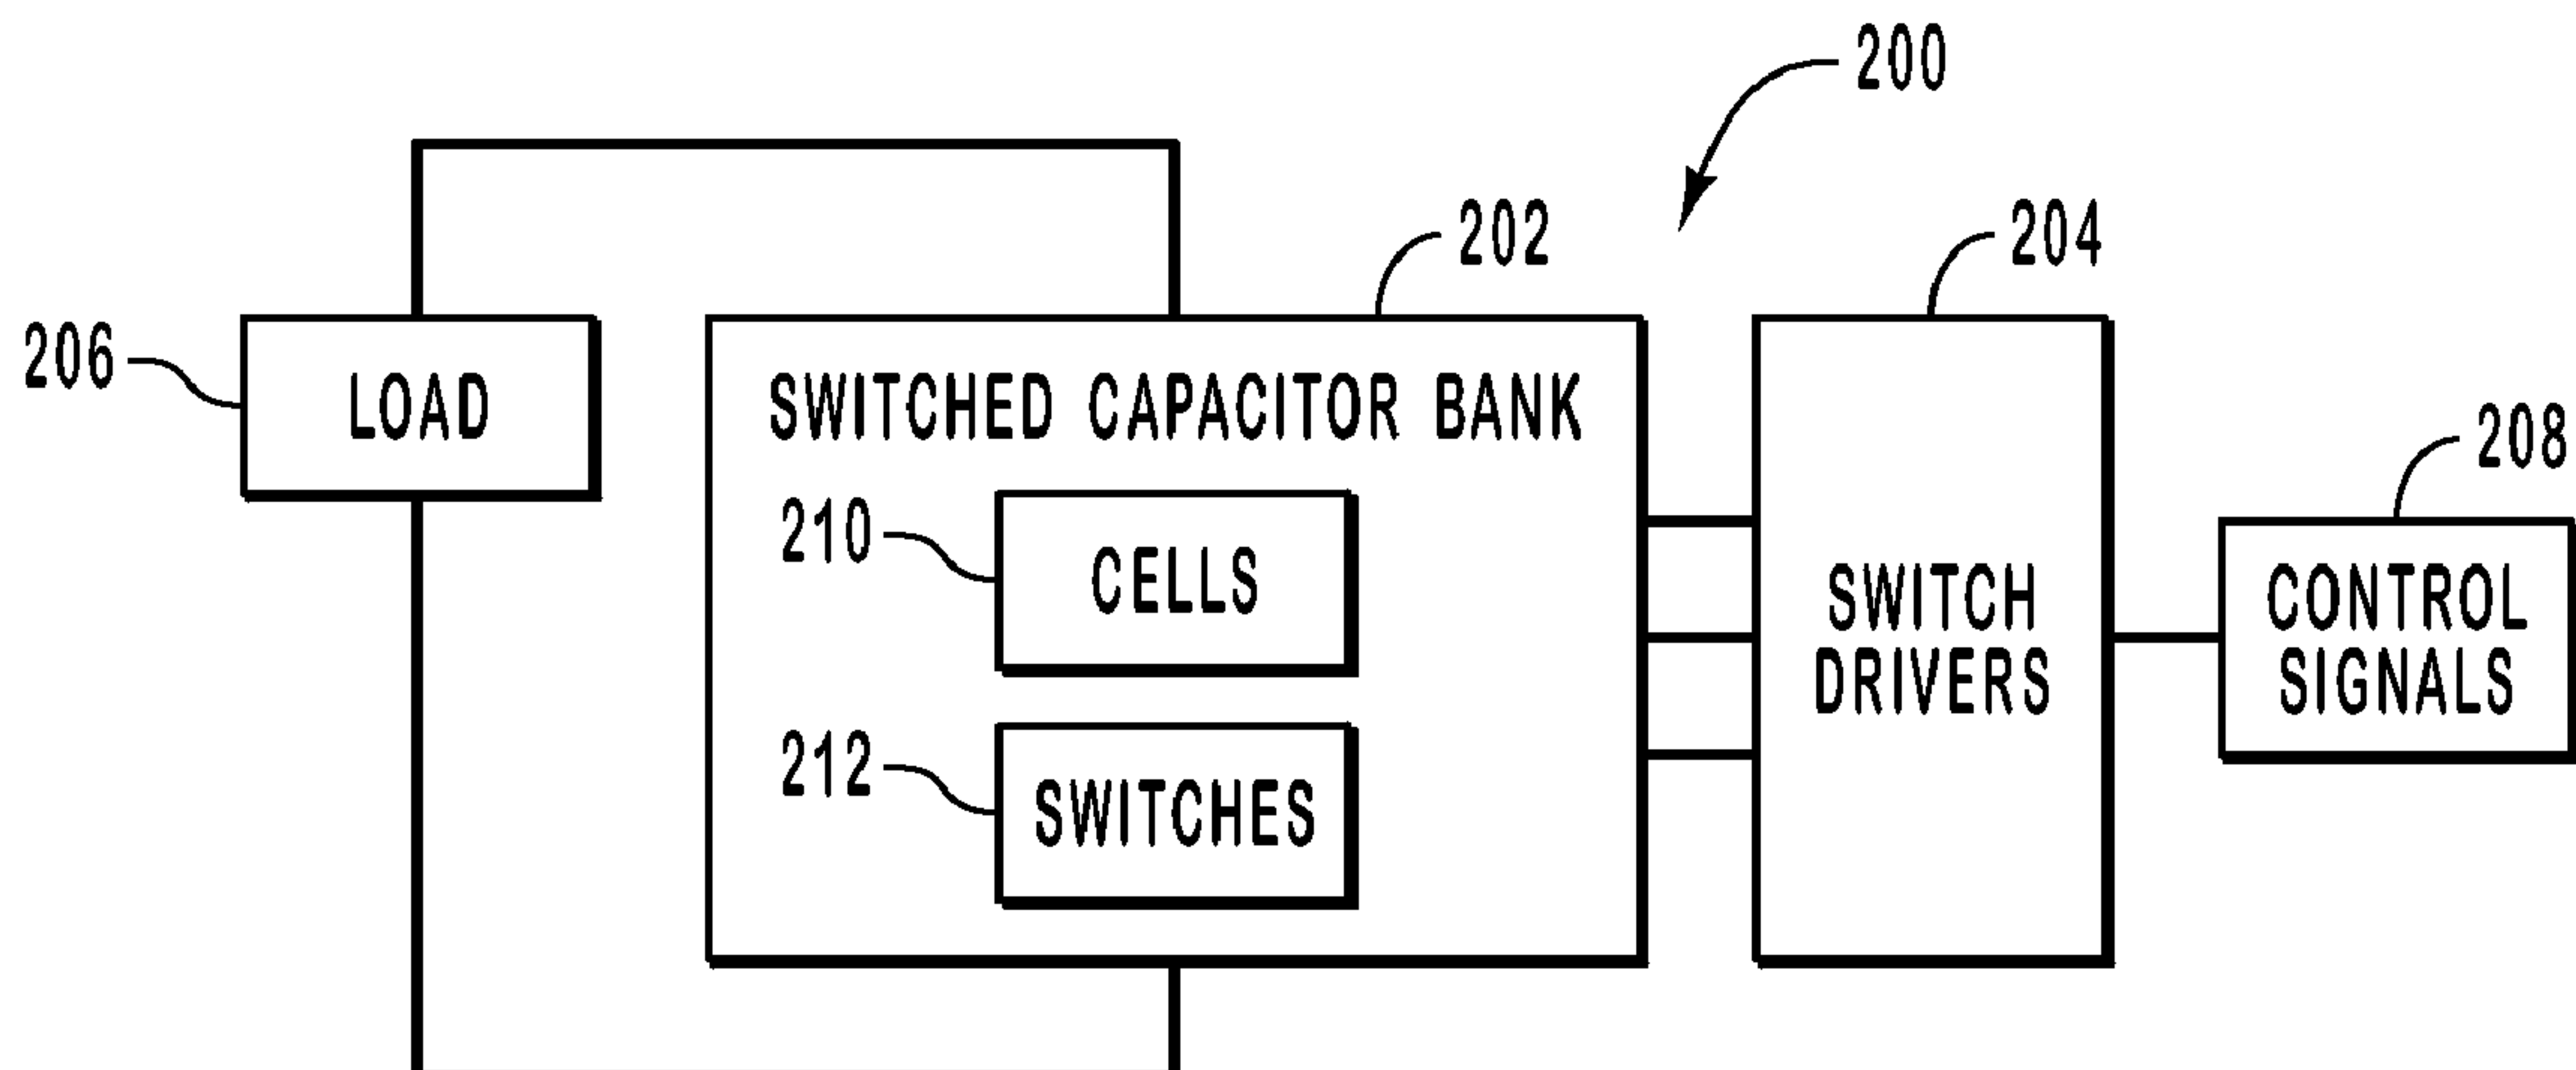 200
202
204
206
LOAD
SWITCHED CAPACITOR BANK
208
210
CELLS
SWITCH
DRIVERS
CONTROL
SIGNALS
212
SWITCHES